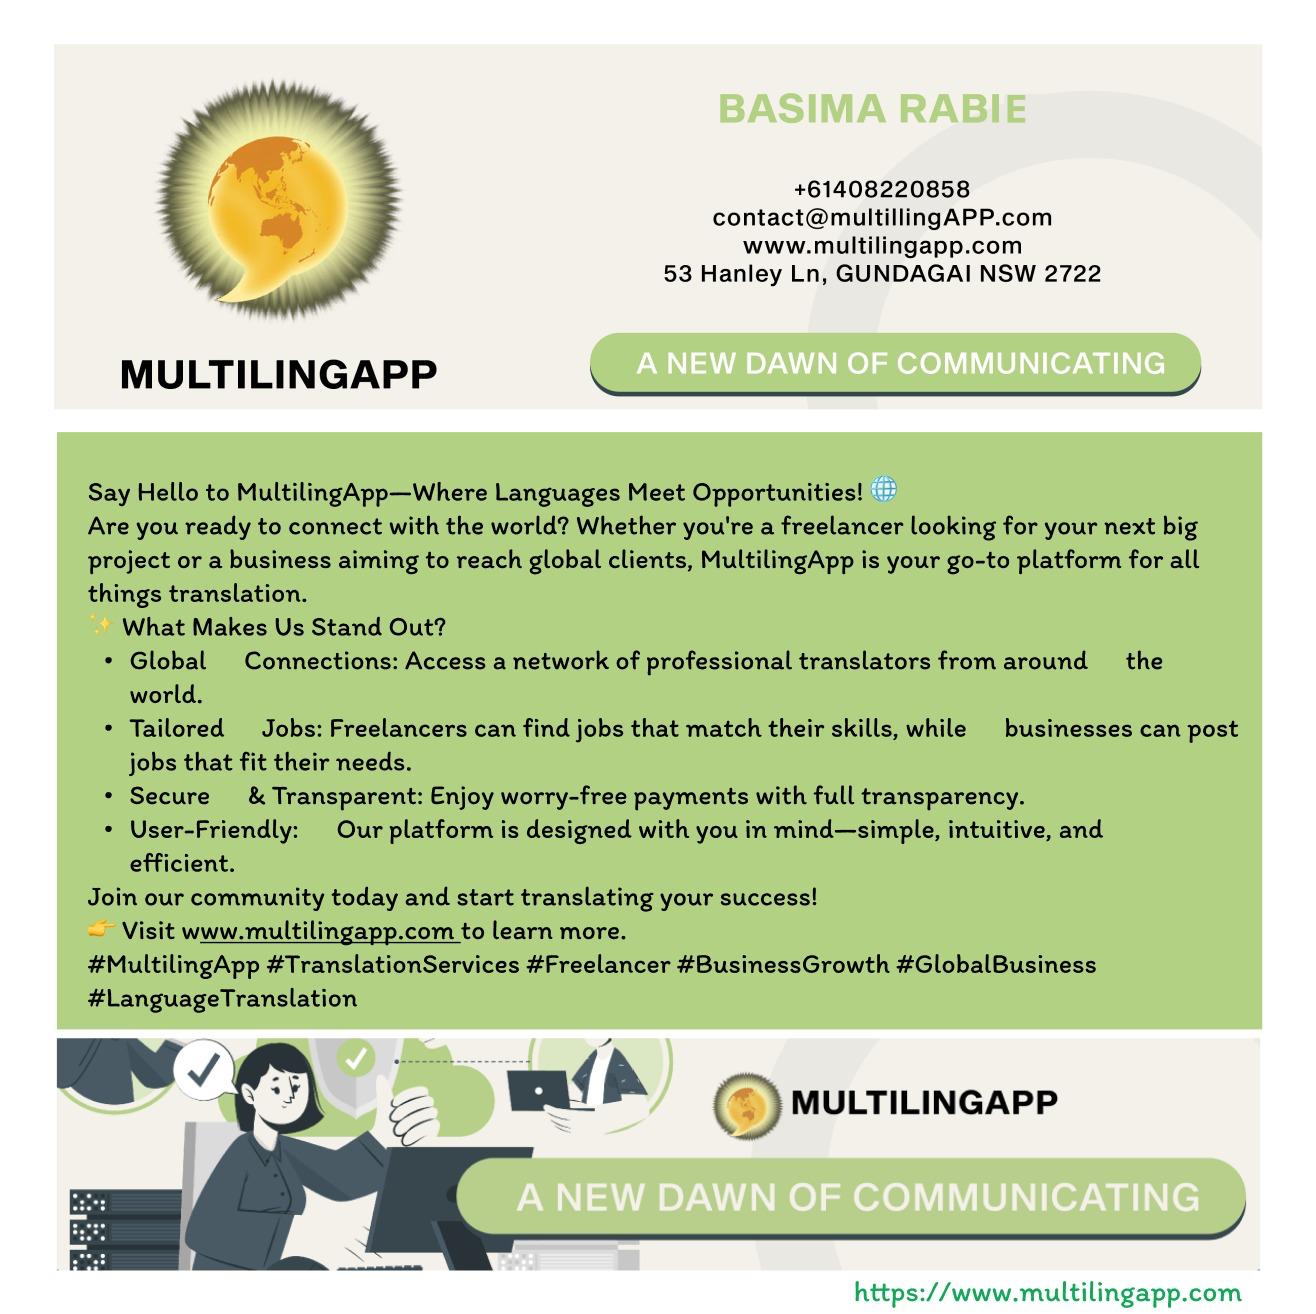 BASIMA RABIE
+61408220858
contact@multillingAPP.com
www.multilingapp.com
53 Hanley Ln, GUNDAGAI NSW 2722
MULTILINGAPP
A NEW DAWN OF COMMUNICATING
Say Hello to MultilingApp—Where Languages Meet Opportunities! 🌐
Are you ready to connect with the world? Whether you're a freelancer looking for your next big
project or a business aiming to reach global clients, MultilingApp is your go-to platform for all
things translation.
✨ What Makes Us Stand Out?
• Global Connections: Access a network of professional translators from around the
world.
• Tailored Jobs: Freelancers can find jobs that match their skills, while businesses can post
jobs that fit their needs.
• Secure & Transparent: Enjoy worry-free payments with full transparency.
• User-Friendly: Our platform is designed with you in mind—simple, intuitive, and
efficient.
Join our community today and start translating your success!
👉 Visit www.multilingapp.com to learn more.
#MultilingApp #TranslationServices #Freelancer #BusinessGrowth #GlobalBusiness
#LanguageTranslation
MULTILINGAPP
A NEW DAWN OF COMMUNICATING
https://www.multilingapp.com